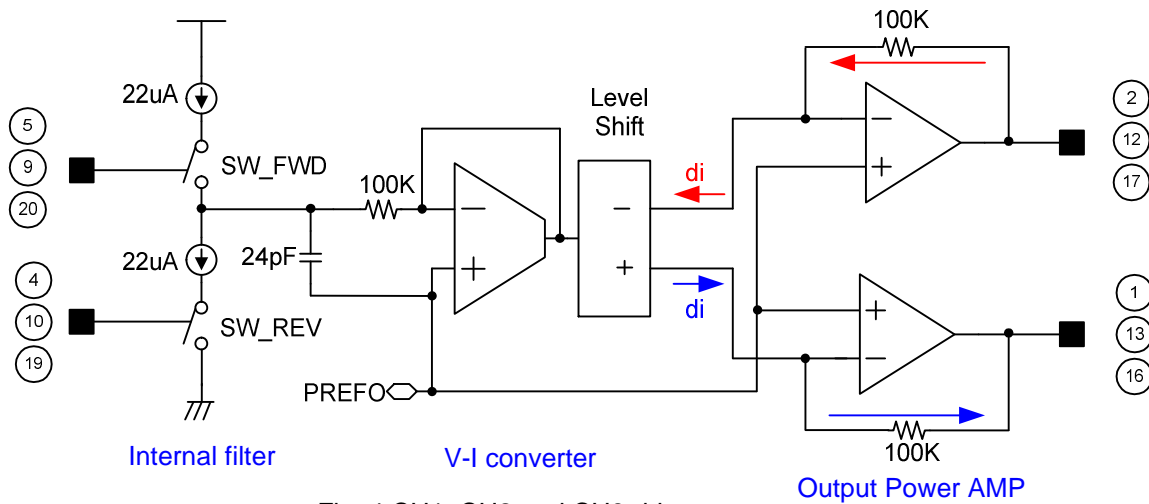 22uA
5
9
20
SW_FWD
22uA
4
10
19
SW_REV
24pF
100K
−
+
PREFO
Level
Shift
−
+
di
di
100K
−
+
2
12
17
+
−
1
13
16
100K
Internal filter
V-I converter
Output Power AMP